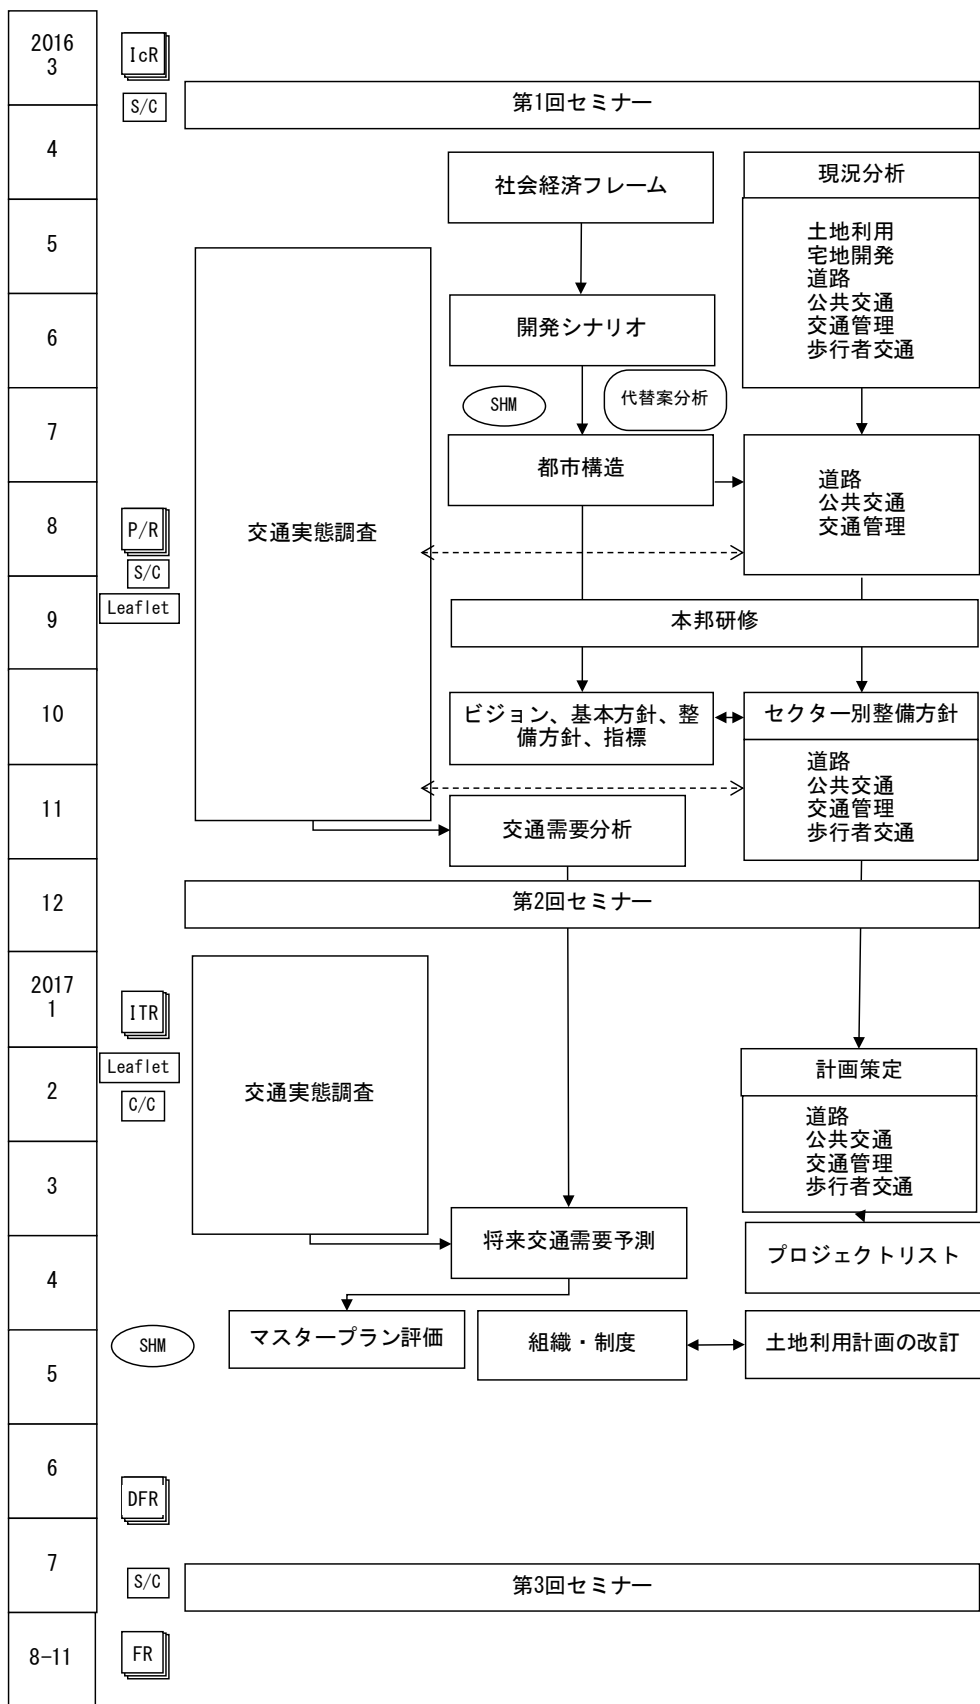 2016
3
IcR
S/C
第1回セミナー
4
社会経済フレーム
現況分析
5
土地利用
宅地開発
道路
公共交通
交通管理
歩行者交通
6
開発シナリオ
SHM
代替案分析
7
都市構造
道路
公共交通
交通管理
8
P/R
S/C
交通実態調査
Leaflet
9
本邦研修
10
ビジョン、基本方針、整
備方針、指標
セクター別整備方針
道路
公共交通
交通管理
歩行者交通
11
交通需要分析
12
第2回セミナー
2017
1
ITR
Leaflet
2
C/C
交通実態調査
計画策定
道路
公共交通
交通管理
歩行者交通
3
将来交通需要予測
プロジェクトリスト
4
SHM
マスタープラン評価
組織・制度
土地利用計画の改訂
5
6
DFR
7
S/C
第3回セミナー
8-11
FR